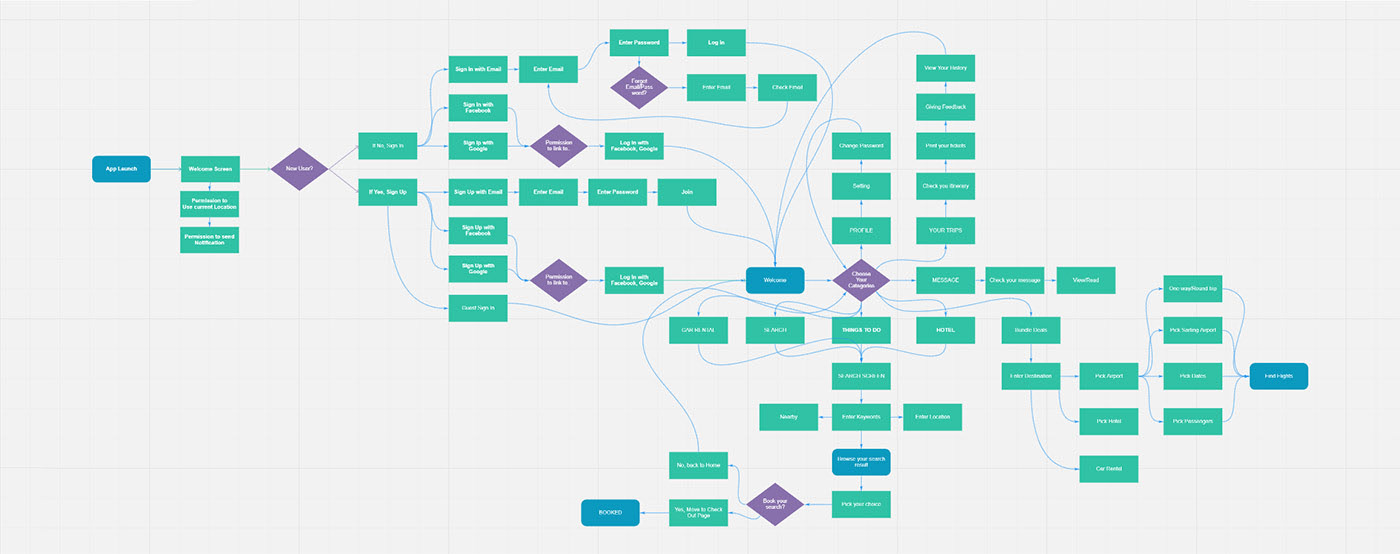 App Launch
Welcome Screen
Permission to
Use current Location
Permission to send
Notification
New User?
If No, Sign In
If Yes, Sign Up
Sign In with Email
Enter Email
Enter Password
Log In
Forgot
Email/Pass
word?
Enter Email
Check Email
Sign In with
Facebook
Sign Ip with
Google
Permission
to link to..
Log In with
Facebook, Google
Sign Up with Email
Enter Email
Enter Password
Join
Sign Up with
Facebook
Sign Up with
Google
Permission
to link to
Log In with
Facebook, Google
Guest Sign In
Welcome
Choose
Your
Categories
Change Password
Setting
PROFILE
View Your History
Giving Feedback
Print your tickets
Check you itinerary
YOUR TRIPS
MESSAGE
Check your message
View/Read
CAR RENTAL
SEARCH
THINGS TO DO
HOTEL
SEARCH SCREEN
Nearby
Enter Keywords
Enter Location
Browse your search
result
Pick your choice
Book your
search?
No, back to Home
Yes, Move to Check
Out Page
BOOKED
Bundle Deals
Enter Destination
Pick Airport
Pick Hotel
Car Rental
One way/Round trip
Pick Sarting Airport
Pick Dates
Pick Passengers
Find Flights